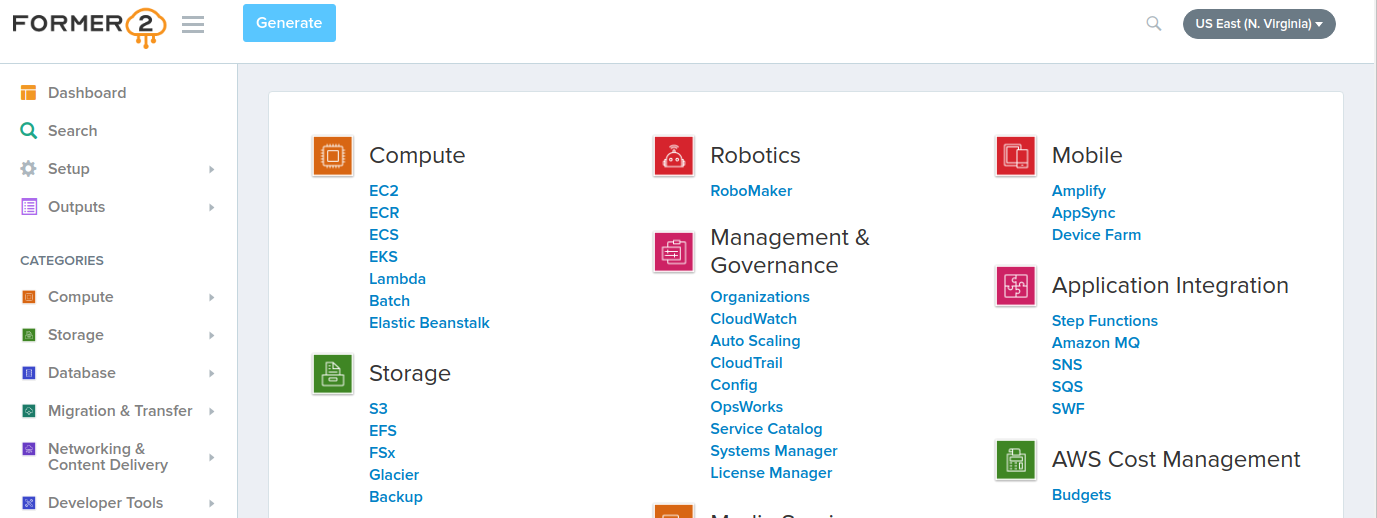 FORMER2
Generate
US East (N. Virginia)
Dashboard
Search
Setup
Outputs
CATEGORIES
Compute
Storage
Database
Migration & Transfer
Networking &
Content Delivery
Developer Tools
Compute
EC2
ECR
ECS
EKS
Lambda
Batch
Elastic Beanstalk
Storage
S3
EFS
FSx
Glacier
Backup
Robotics
RoboMaker
Management &
Governance
Organizations
CloudWatch
Auto Scaling
CloudTrail
Config
OpsWorks
Service Catalog
Systems Manager
License Manager
Mobile
Amplify
AppSync
Device Farm
Application Integration
Step Functions
Amazon MQ
SNS
SQS
SWF
AWS Cost Management
Budgets